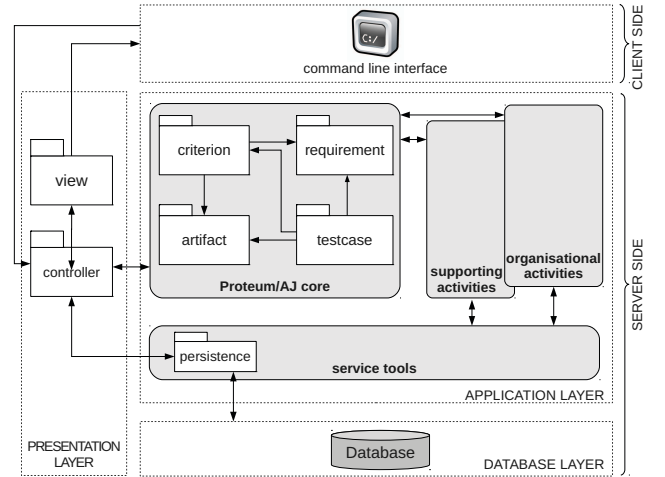 C:/
command line interface
CLIENT SIDE
criterion
requirement
view
artifact
testcase
controller
Proteum/AJ core
supporting
activities
organisational
activities
SERVER SIDE
persistence
service tools
APPLICATION LAYER
PRESENTATION
LAYER
Database
DATABASE LAYER